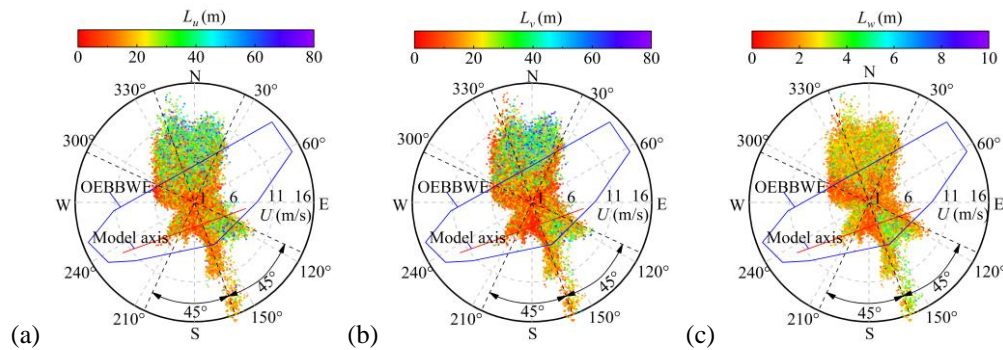 L_u (m)
0 20 40 60 80
N
330° 30°
300° 60°
OEBBWE
W 1 6 11 16 E
U (m/s)
Model axis
240° 120°
45°
45°
210° 150°
S
(a)
L_v (m)
0 20 40 60 80
N
330° 30°
300° 60°
OEBBWE
W 1 6 11 16 E
U (m/s)
Model axis
240° 120°
45°
45°
210° 150°
S
(b)
L_w (m)
0 2 4 6 8 10
N
330° 30°
300° 60°
OEBBWE
W 1 6 11 16 E
U (m/s)
Model axis
240° 120°
45°
45°
210° 150°
S
(c)